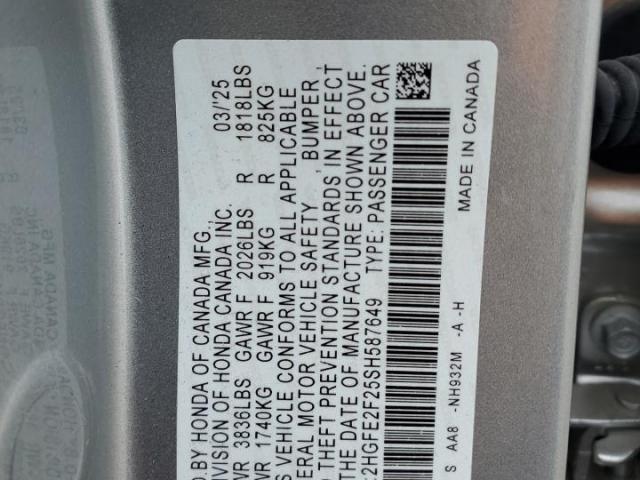 D.BY HONDA OF CANADA MFG. 03/'25
DIVISION OF HONDA CANADA INC.
WR 3836LBS GAWR F 2026LBS R 1818LBS
WR 1740KG GAWR F 919KG R 825KG
S VEHICLE CONFORMS TO ALL APPLICABLE
ERAL MOTOR VEHICLE SAFETY , BUMPER ,
THEFT PREVENTION STANDARDS IN EFFECT
THE DATE OF MANUFACTURE SHOWN ABOVE.
2HGFE2F25SH587649 TYPE: PASSENGER CAR
S AA8 -NH932M -A -H
MADE IN CANADA